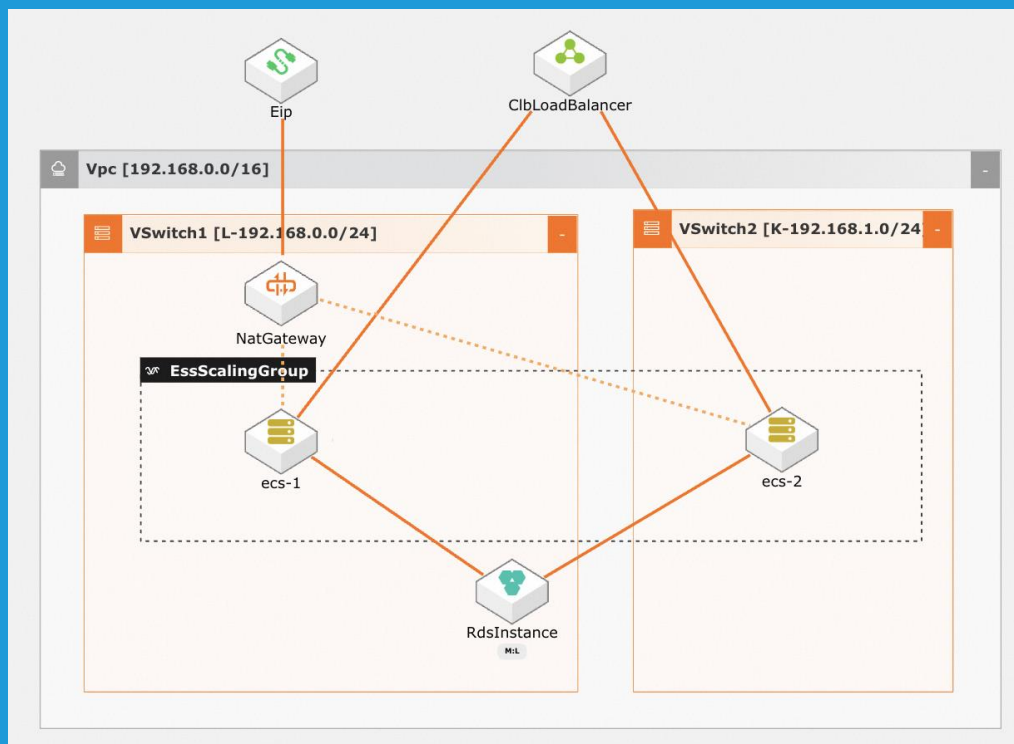 Eip
ClbLoadBalancer
Vpc [192.168.0.0/16]
-
VSwitch1 [L-192.168.0.0/24]
-
VSwitch2 [K-192.168.1.0/24
-
NatGateway
EssScalingGroup
ecs-1
ecs-2
RdsInstance
M:L